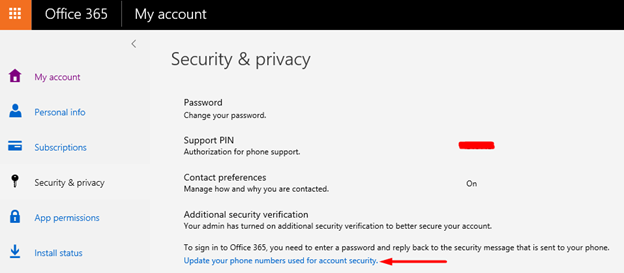 Office 365 My account
Security & privacy
My account
Personal info
Subscriptions
Security & privacy
App permissions
Install status
Password
Change your password.
Support PIN
Authorization for phone support.
Contact preferences
Manage how and why you are contacted.
On
Additional security verification
Your admin has turned on additional security verification to better secure your account.
To sign in to Office 365, you need to enter a password and reply back to the security message that is sent to your phone.
Update your phone numbers used for account security.